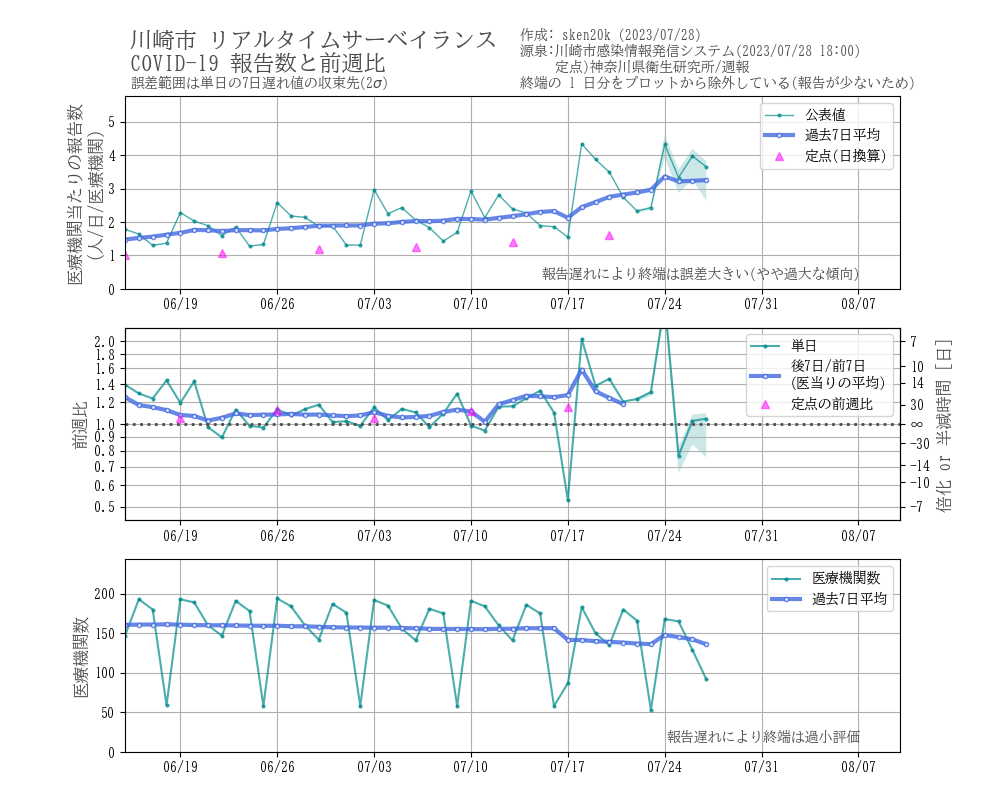 川崎市 リアルタイムサーベイランス
COVID-19 報告数と前週比
誤差範囲は単日の7日遅れ値の収束先(2σ)
作成: sken20k (2023/07/28)
源泉:川崎市感染情報発信システム(2023/07/28 18:00)
定点)神奈川県衛生研究所/週報
終端の 1 日分をプロットから除外している(報告が少ないため)
医療機関当たりの報告数
(人/日/医療機関)
5
4
3
2
1
0
公表値
過去7日平均
定点(日換算)
報告遅れにより終端は誤差大きい(やや過大な傾向)
06/19 06/26 07/03 07/10 07/17 07/24 07/31 08/07
前週比
2.0
1.8
1.6
1.4
1.2
1.0
0.9
0.8
0.7
0.6
0.5
単日
後7日/前7日
(医当りの平均)
定点の前週比
7
10
14
30
∞
-30
-14
-10
-7
倍化 or 半減時間 [日]
06/19 06/26 07/03 07/10 07/17 07/24 07/31 08/07
医療機関数
200
150
100
50
0
医療機関数
過去7日平均
報告遅れにより終端は過小評価
06/19 06/26 07/03 07/10 07/17 07/24 07/31 08/07